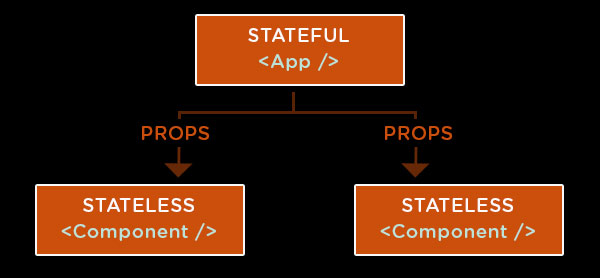 STATEFUL
<App />
PROPS
PROPS
STATELESS
<Component />
STATELESS
<Component />